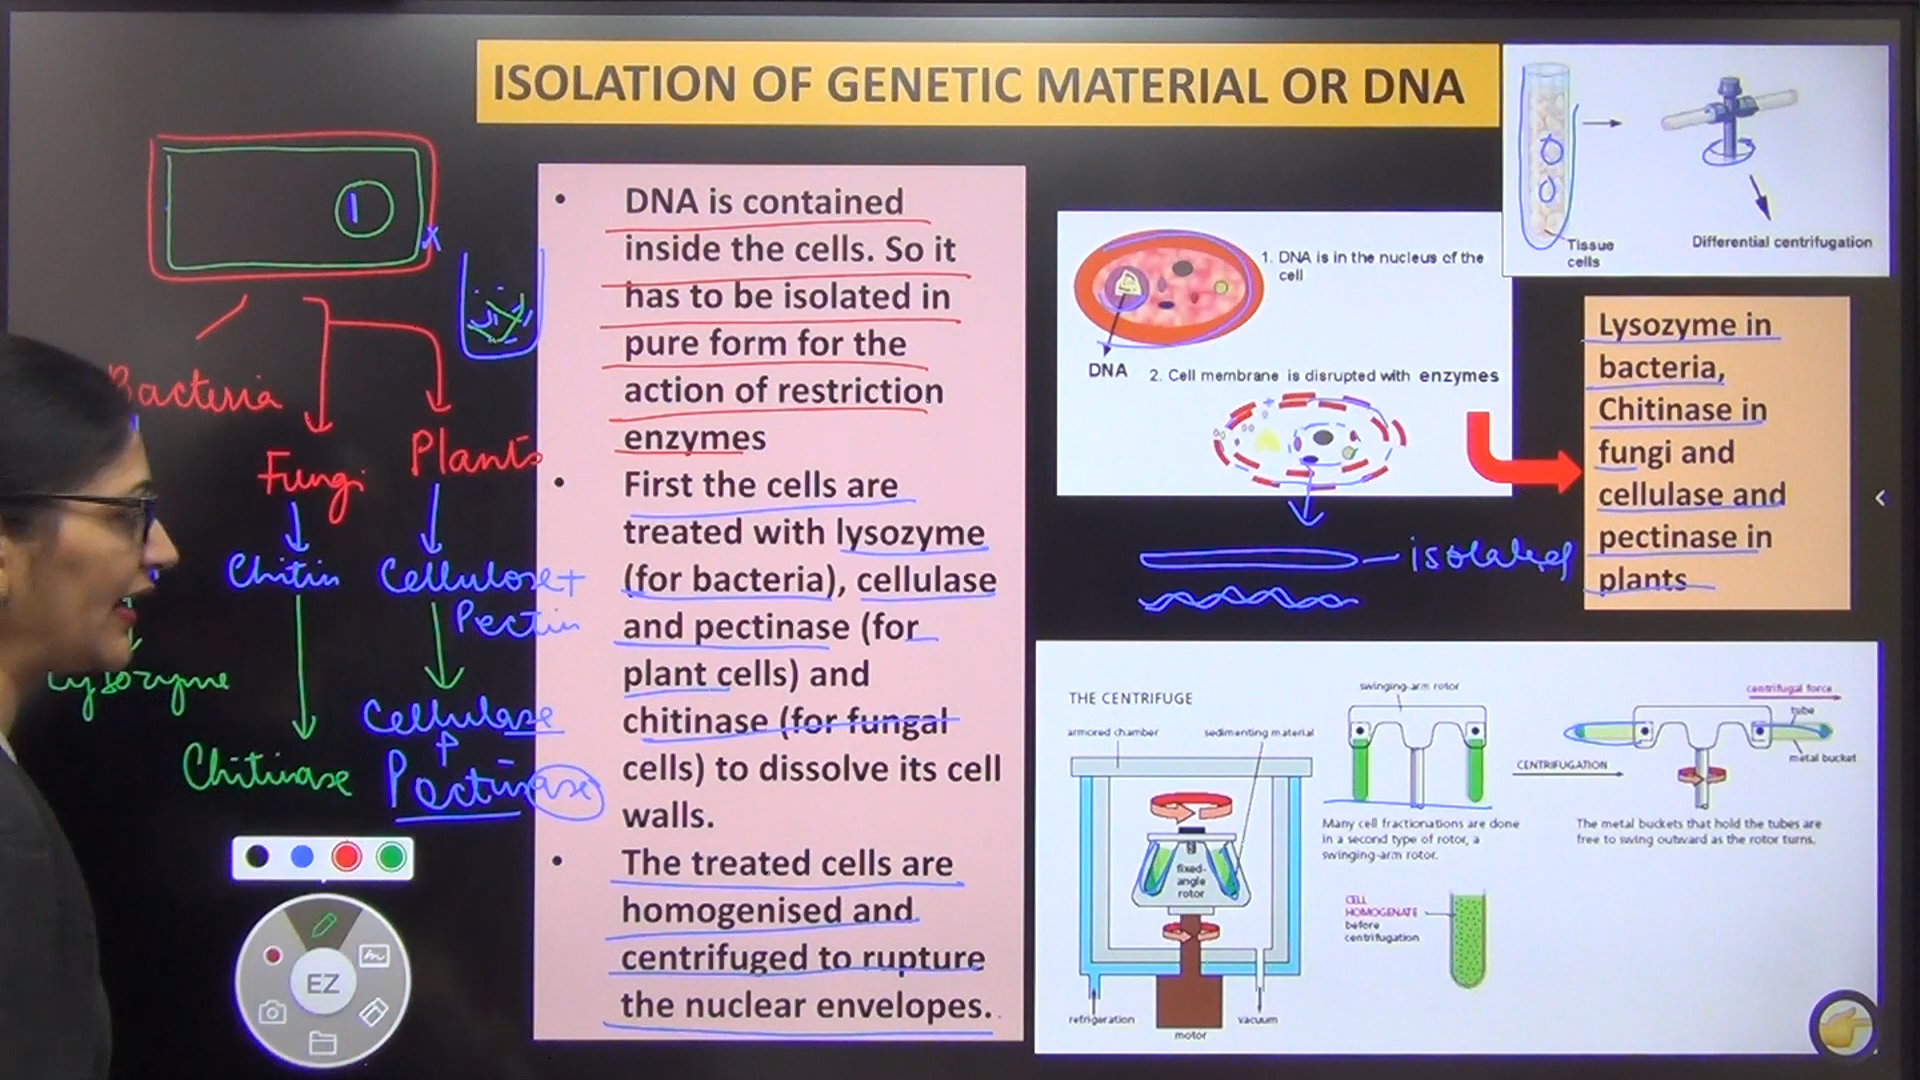 ISOLATION OF GENETIC MATERIAL OR DNA
Bacteria
Fungi
Plants
Chitin
Cellulose+
Pectin
Lysozyme
Chitinase
Cellulase
+
Pectinase
EZ
• DNA is contained
inside the cells. So it
has to be isolated in
pure form for the
action of restriction
enzymes
• First the cells are
treated with lysozyme
(for bacteria), cellulase
and pectinase (for
plant cells) and
chitinase (for fungal
cells) to dissolve its cell
walls.
• The treated cells are
homogenised and
centrifuged to rupture
the nuclear envelopes.
1. DNA is in the nucleus of the
cell
DNA
2. Cell membrane is disrupted with enzymes
isolated
Tissue
cells
Differential centrifugation
Lysozyme in
bacteria,
Chitinase in
fungi and
cellulase and
pectinase in
plants
THE CENTRIFUGE
armored chamber
sedimenting material
fixed-
angle
rotor
refrigeration
motor
vacuum
swinging-arm rotor
Many cell fractionations are done
in a second type of rotor, a
swinging-arm rotor.
CENTRIFUGATION
centrifugal force
tube
metal bucket
The metal buckets that hold the tubes are
free to swing outward as the rotor turns.
CELL
HOMOGENATE
before
centrifugation